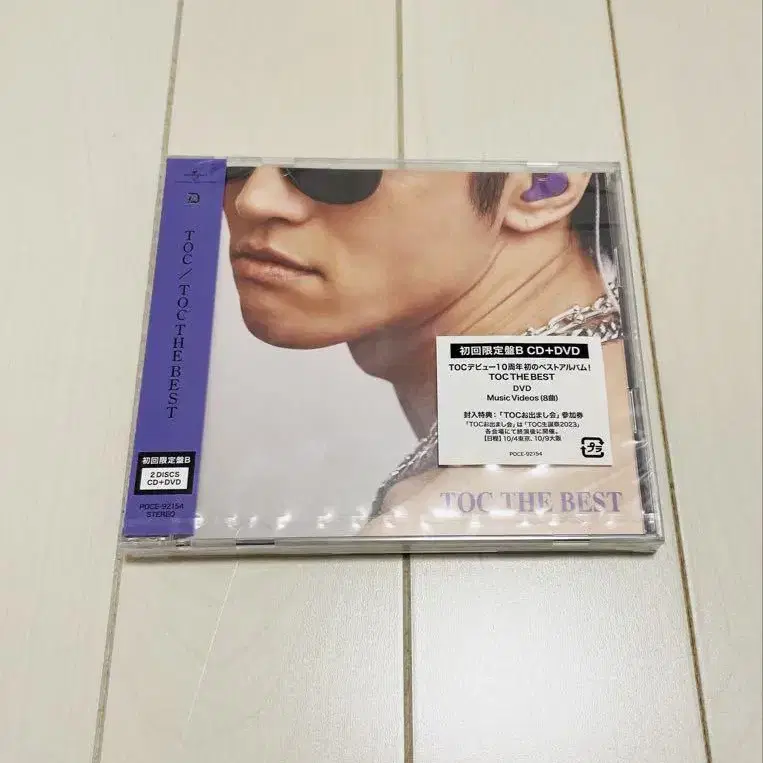 TOC／TOC THE BEST
初回限定盤B
2 DISCS
CD+DVD
POCE-92154
STEREO
初回限定盤B CD+DVD
TOCデビュー10周年初のベストアルバム!
TOC THE BEST
DVD
Music Videos (8曲)
封入特典：「TOCお出まし会」参加券
「TOCお出まし会」は「TOC生誕祭2023」
各会場にて終演後に開催。
【日程】10/4東京、10/9大阪
POCE-92154
プラ
TOC THE BEST